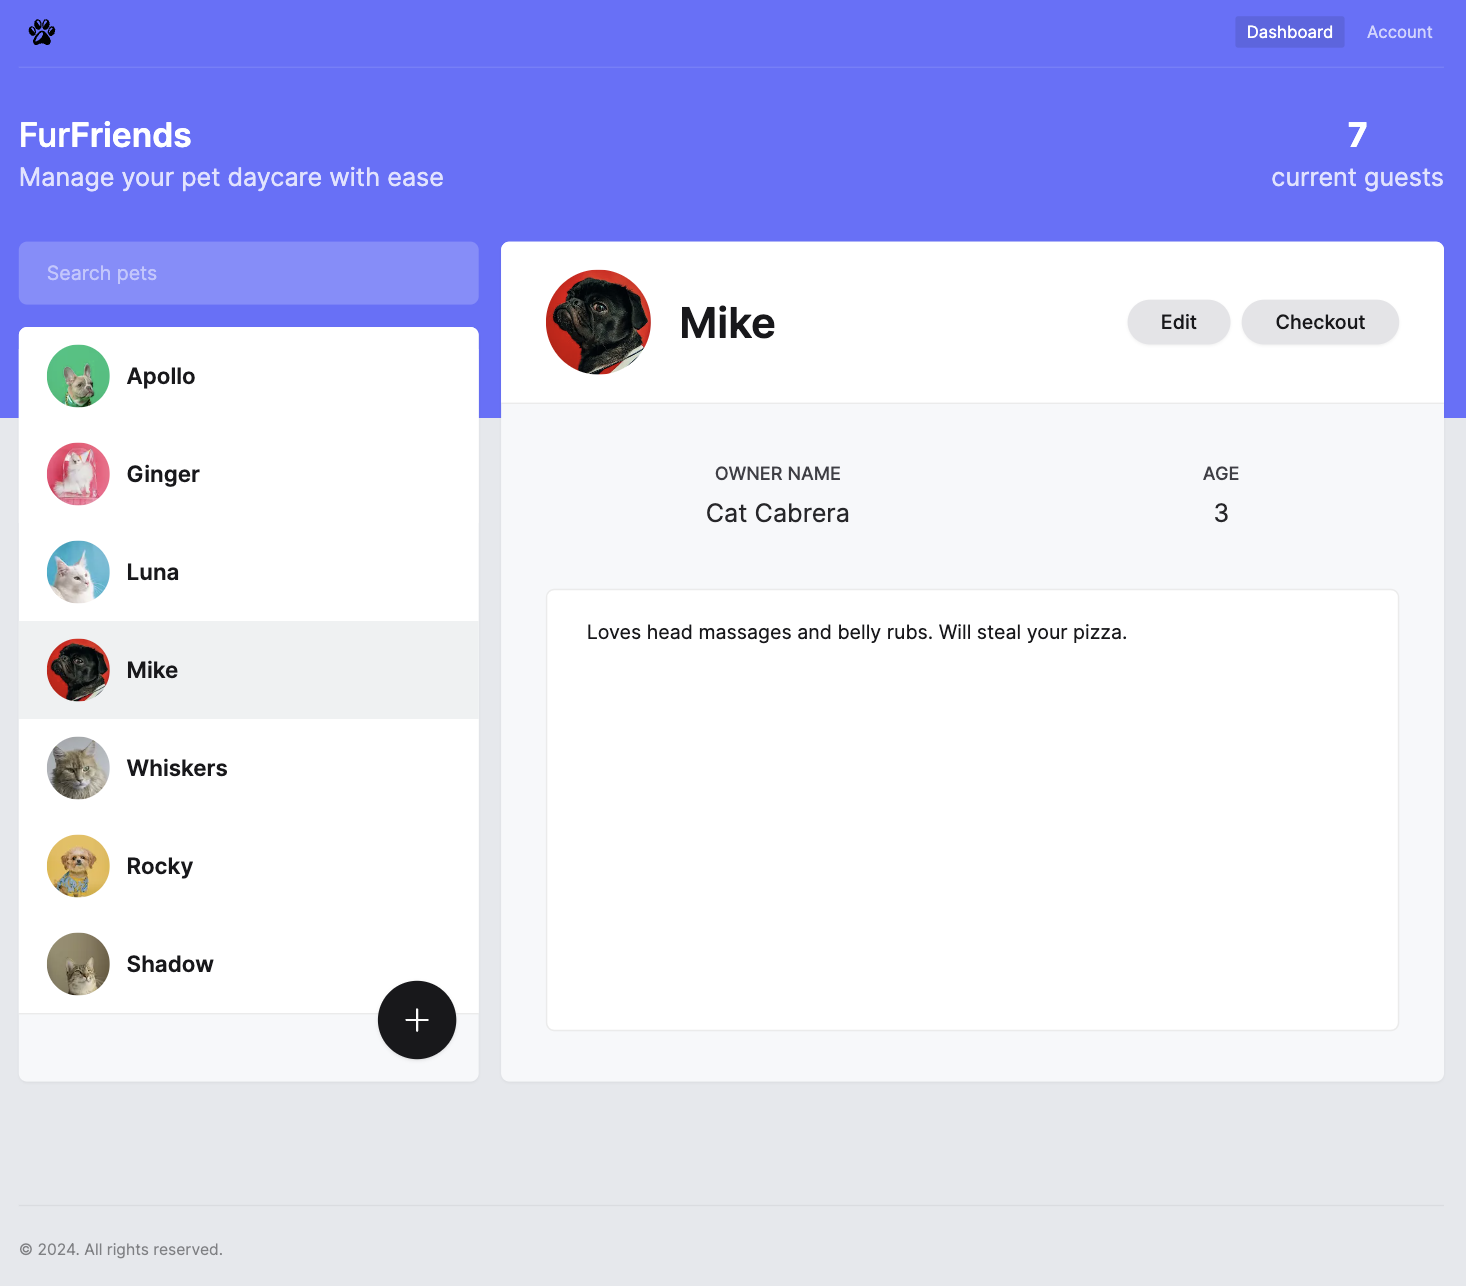 Dashboard
Account
FurFriends
Manage your pet daycare with ease
7
current guests
Search pets
Apollo
Ginger
Luna
Mike
Whiskers
Rocky
Shadow
Mike
Edit
Checkout
OWNER NAME
Cat Cabrera
AGE
3
Loves head massages and belly rubs. Will steal your pizza.
© 2024. All rights reserved.